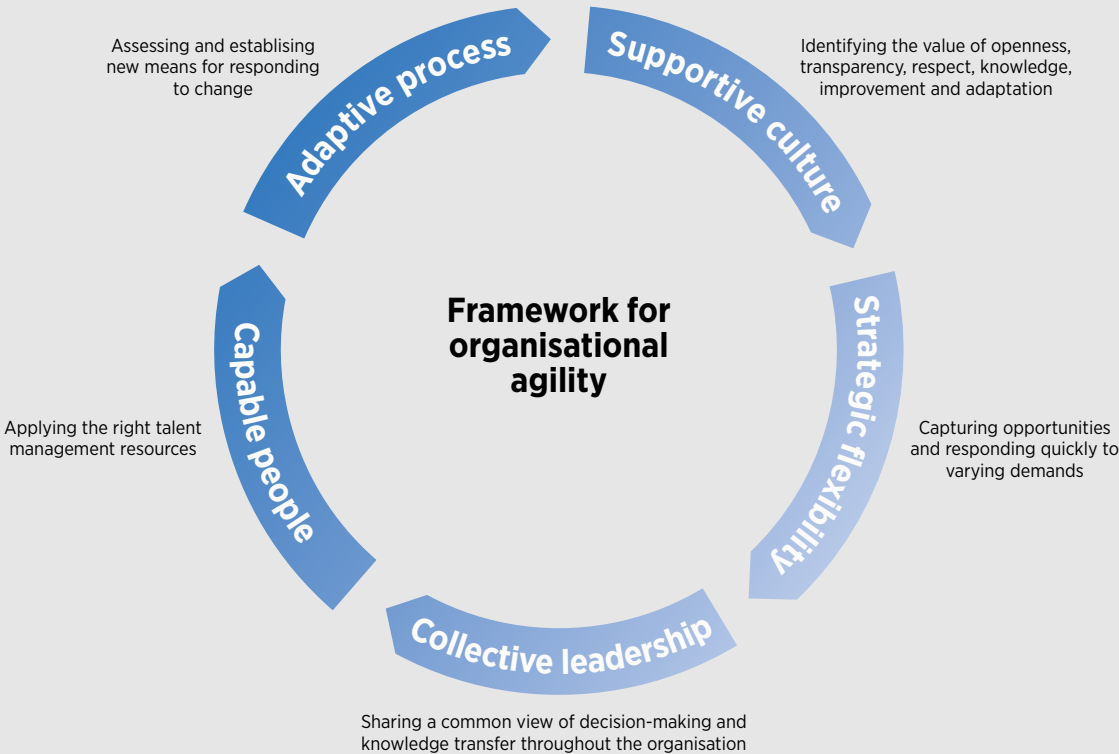 Framework for
organisational
agility
Supportive culture
Identifying the value of openness,
transparency, respect, knowledge,
improvement and adaptation
Strategic flexibility
Capturing opportunities
and responding quickly to
varying demands
Collective leadership
Sharing a common view of decision-making and
knowledge transfer throughout the organisation
Capable people
Applying the right talent
management resources
Adaptive process
Assessing and establising
new means for responding
to change